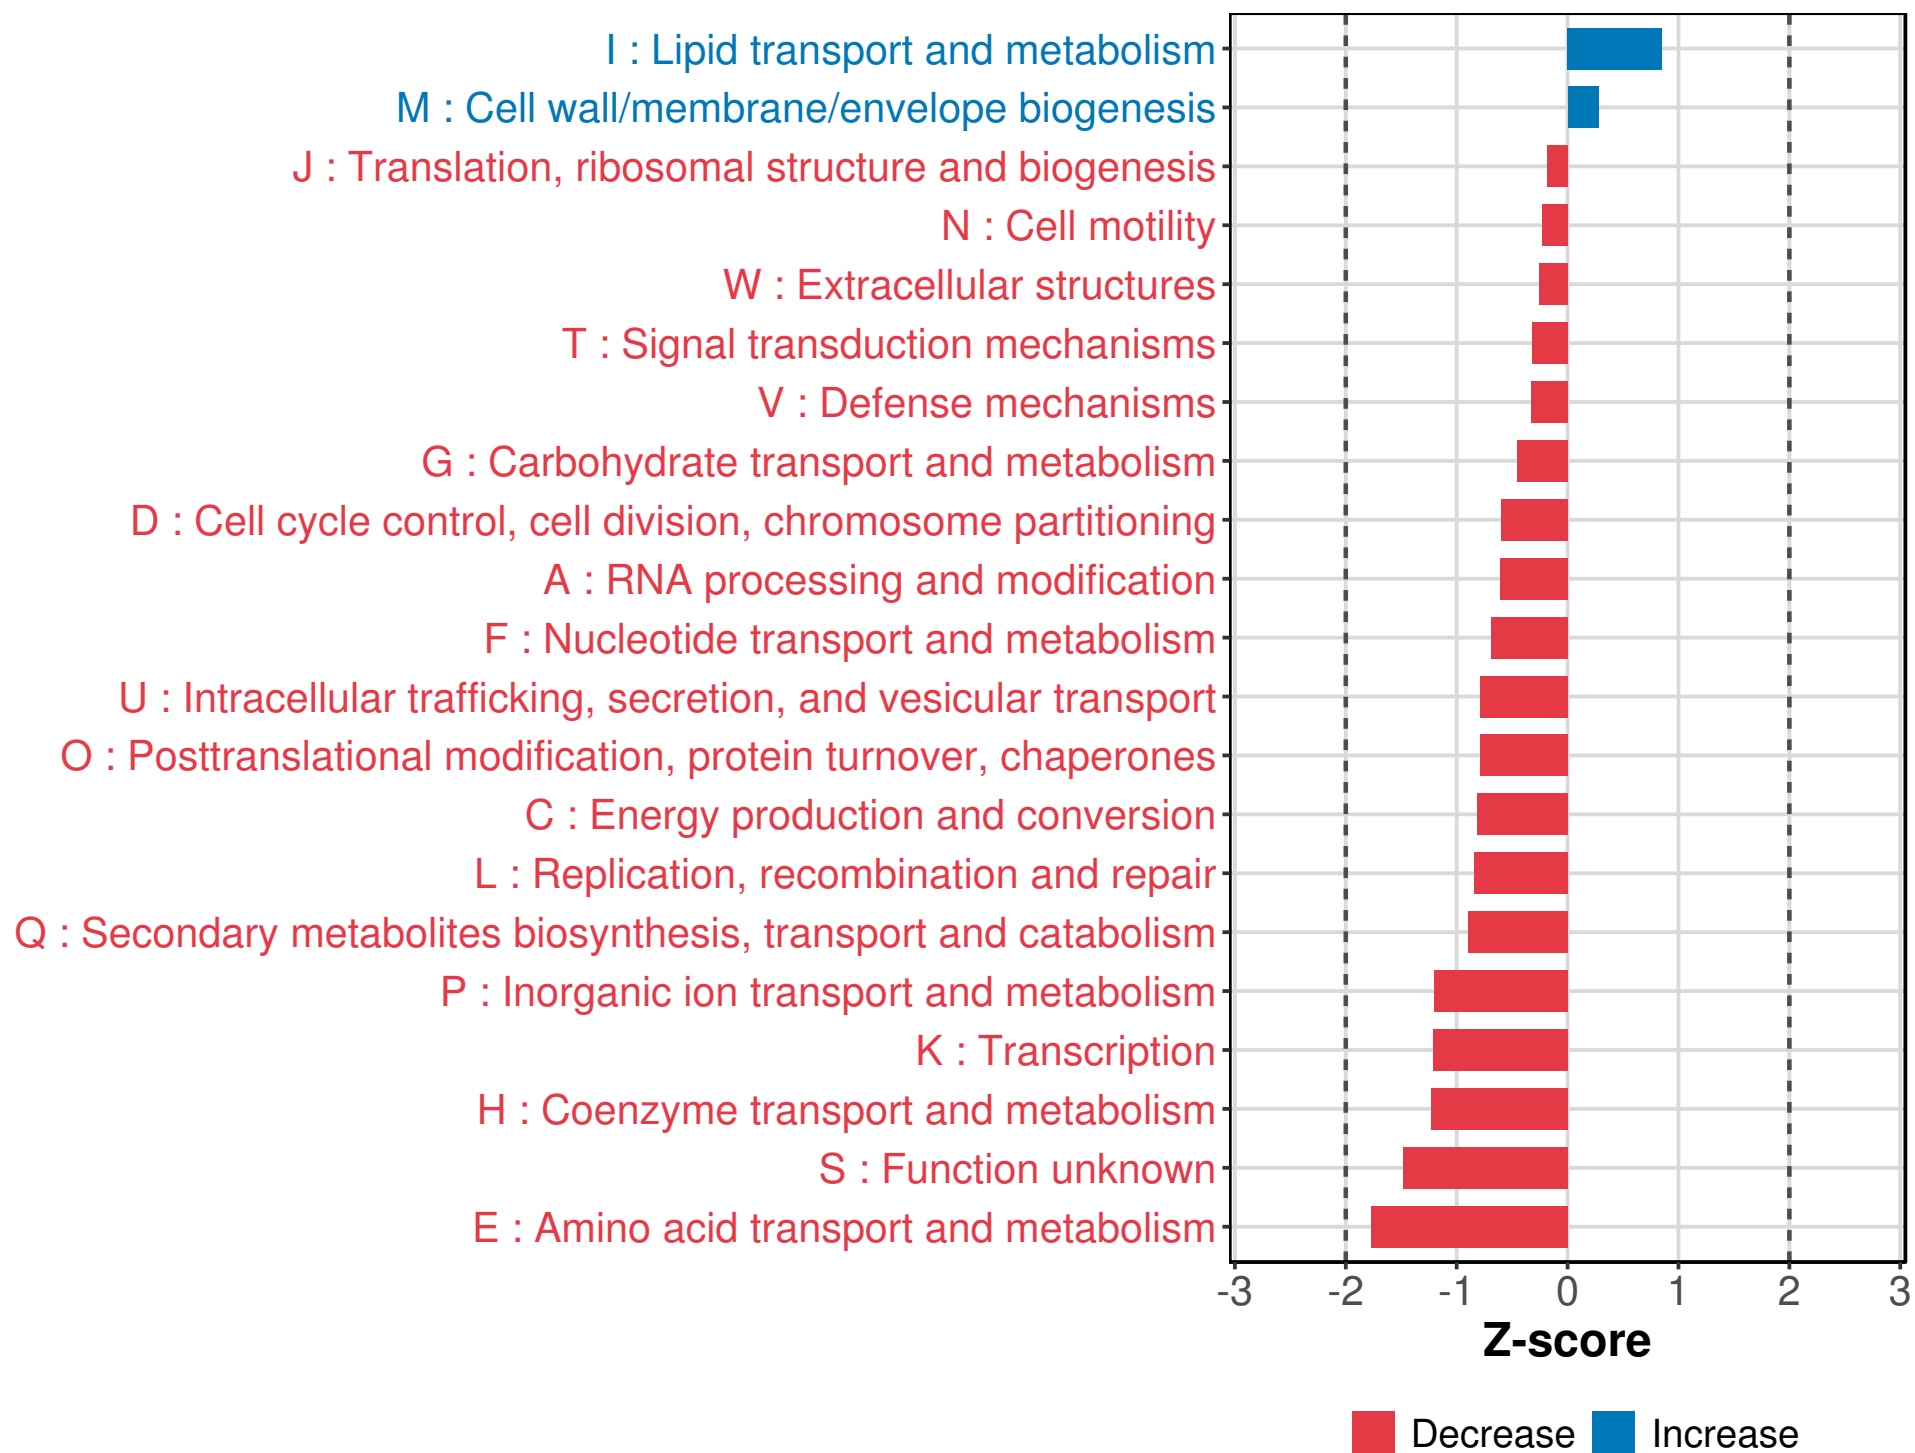 I : Lipid transport and metabolism
M : Cell wall/membrane/envelope biogenesis
J : Translation, ribosomal structure and biogenesis
N : Cell motility
W : Extracellular structures
T : Signal transduction mechanisms
V : Defense mechanisms
G : Carbohydrate transport and metabolism
D : Cell cycle control, cell division, chromosome partitioning
A : RNA processing and modification
F : Nucleotide transport and metabolism
U : Intracellular trafficking, secretion, and vesicular transport
O : Posttranslational modification, protein turnover, chaperones
C : Energy production and conversion
L : Replication, recombination and repair
Q : Secondary metabolites biosynthesis, transport and catabolism
P : Inorganic ion transport and metabolism
K : Transcription
H : Coenzyme transport and metabolism
S : Function unknown
E : Amino acid transport and metabolism
-3 -2 -1 0 1 2 3
Z-score
Decrease Increase